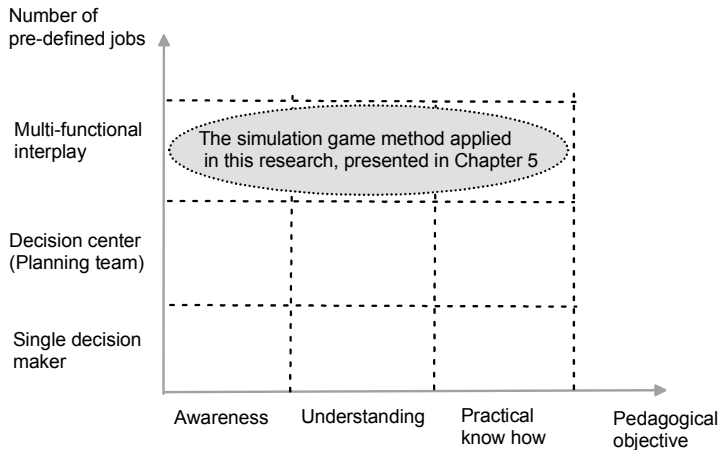 Number of
pre-defined jobs
Multi-functional
interplay
The simulation game method applied
in this research, presented in Chapter 5
Decision center
(Planning team)
Single decision
maker
Awareness
Understanding
Practical
know how
Pedagogical
objective